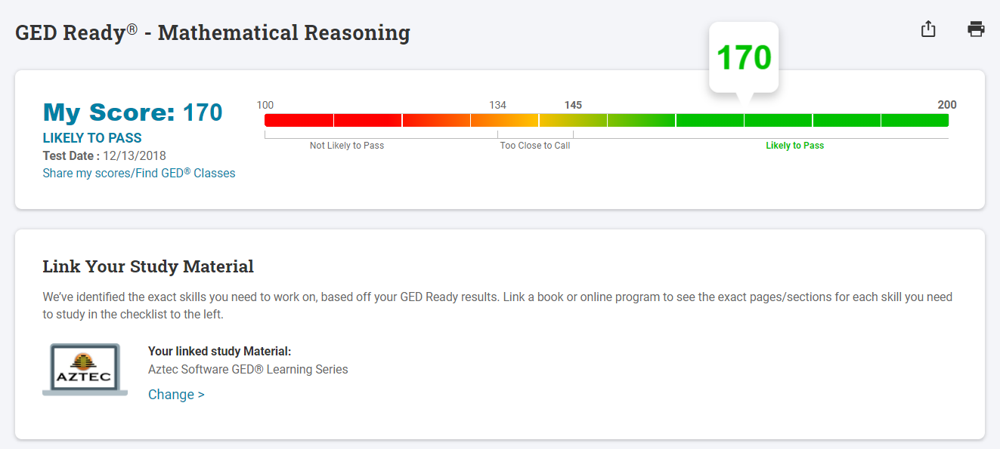 GED Ready® - Mathematical Reasoning
170
My Score: 170
LIKELY TO PASS
Test Date : 12/13/2018
Share my scores/Find GED® Classes
100 134 145 200
Not Likely to Pass Too Close to Call Likely to Pass
Link Your Study Material
We’ve identified the exact skills you need to work on, based off your GED Ready results. Link a book or online program to see the exact pages/sections for each skill you need
to study in the checklist to the left.
AZTEC
Your linked study Material:
Aztec Software GED® Learning Series
Change >